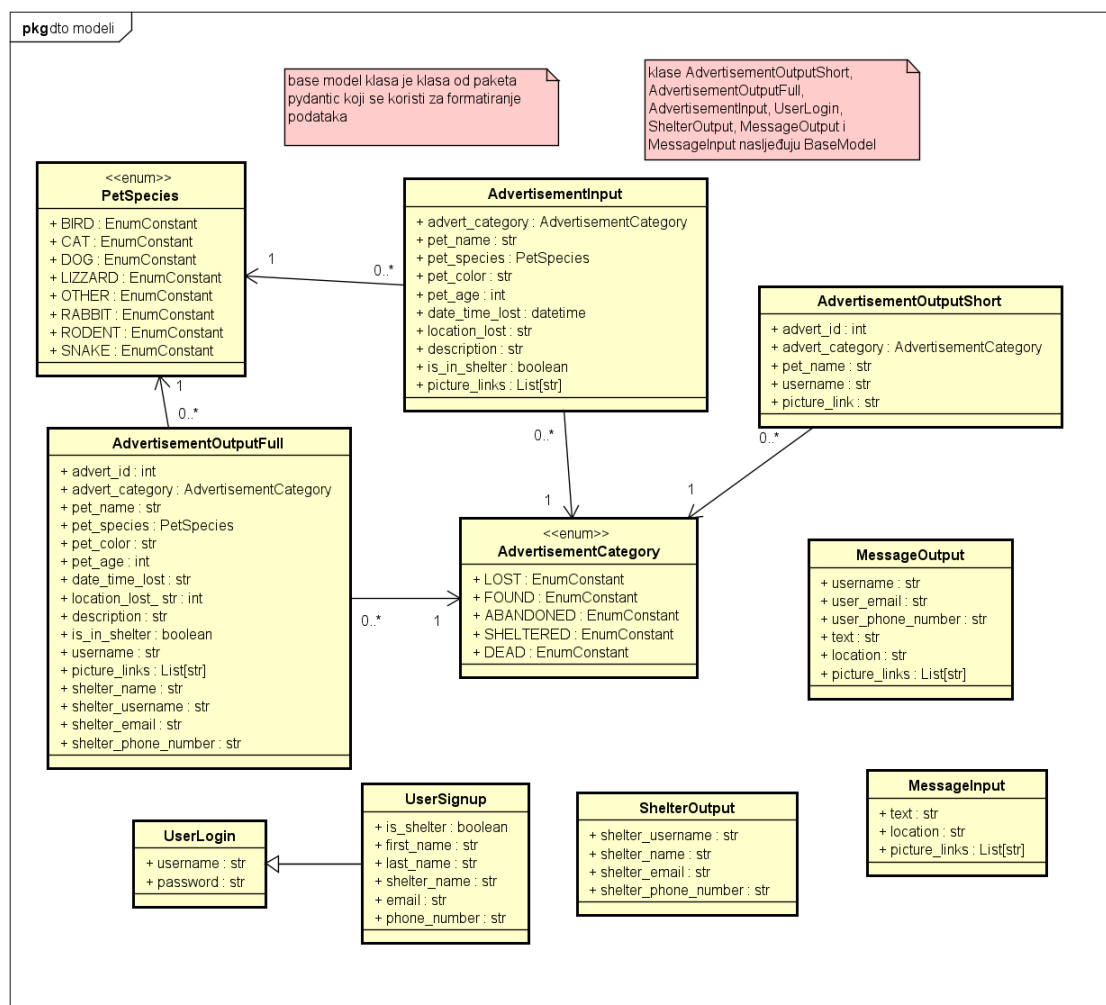 pkg dto modeli
base model klasa je klasa od paketa
pydantic koji se koristi za formatiranje
podataka
klase AdvertisementOutputShort,
AdvertisementOutputFull,
AdvertisementInput, UserLogin,
ShelterOutput, MessageOutput i
MessageInput nasljeđuju BaseModel
<<enum>>
PetSpecies
+ BIRD : EnumConstant
+ CAT : EnumConstant
+ DOG : EnumConstant
+ LIZZARD : EnumConstant
+ OTHER : EnumConstant
+ RABBIT : EnumConstant
+ RODENT : EnumConstant
+ SNAKE : EnumConstant
1
0..*
AdvertisementInput
+ advert_category : AdvertisementCategory
+ pet_name : str
+ pet_species : PetSpecies
+ pet_color : str
+ pet_age : int
+ date_time_lost : datetime
+ location_lost : str
+ description : str
+ is_in_shelter : boolean
+ picture_links : List[str]
AdvertisementOutputShort
+ advert_id : int
+ advert_category : AdvertisementCategory
+ pet_name : str
+ username : str
+ picture_link : str
1
0..*
0..*
0..*
1
1
AdvertisementOutputFull
+ advert_id : int
+ advert_category : AdvertisementCategory
+ pet_name : str
+ pet_species : PetSpecies
+ pet_color : str
+ pet_age : int
+ date_time_lost : str
+ location_lost_ str : int
+ description : str
+ is_in_shelter : boolean
+ username : str
+ picture_links : List[str]
+ shelter_name : str
+ shelter_username : str
+ shelter_email : str
+ shelter_phone_number : str
0..*
1
<<enum>>
AdvertisementCategory
+ LOST : EnumConstant
+ FOUND : EnumConstant
+ ABANDONED : EnumConstant
+ SHELTERED : EnumConstant
+ DEAD : EnumConstant
MessageOutput
+ username : str
+ user_email : str
+ user_phone_number : str
+ text : str
+ location : str
+ picture_links : List[str]
UserLogin
+ username : str
+ password : str
UserSignup
+ is_shelter : boolean
+ first_name : str
+ last_name : str
+ shelter_name : str
+ email : str
+ phone_number : str
ShelterOutput
+ shelter_username : str
+ shelter_name : str
+ shelter_email : str
+ shelter_phone_number : str
MessageInput
+ text : str
+ location : str
+ picture_links : List[str]